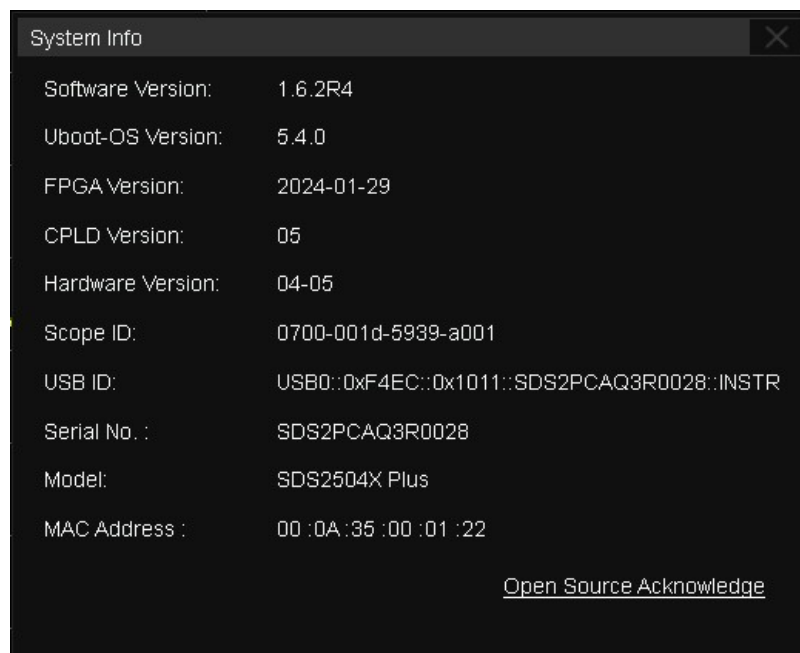 System Info
Software Version: 1.6.2R4
Uboot-OS Version: 5.4.0
FPGA Version: 2024-01-29
CPLD Version: 05
Hardware Version: 04-05
Scope ID: 0700-001d-5939-a001
USB ID: USB0::0xF4EC::0x1011::SDS2PCAQ3R0028::INSTR
Serial No. : SDS2PCAQ3R0028
Model: SDS2504X Plus
MAC Address : 00 :0A :35 :00 :01 :22
Open Source Acknowledge